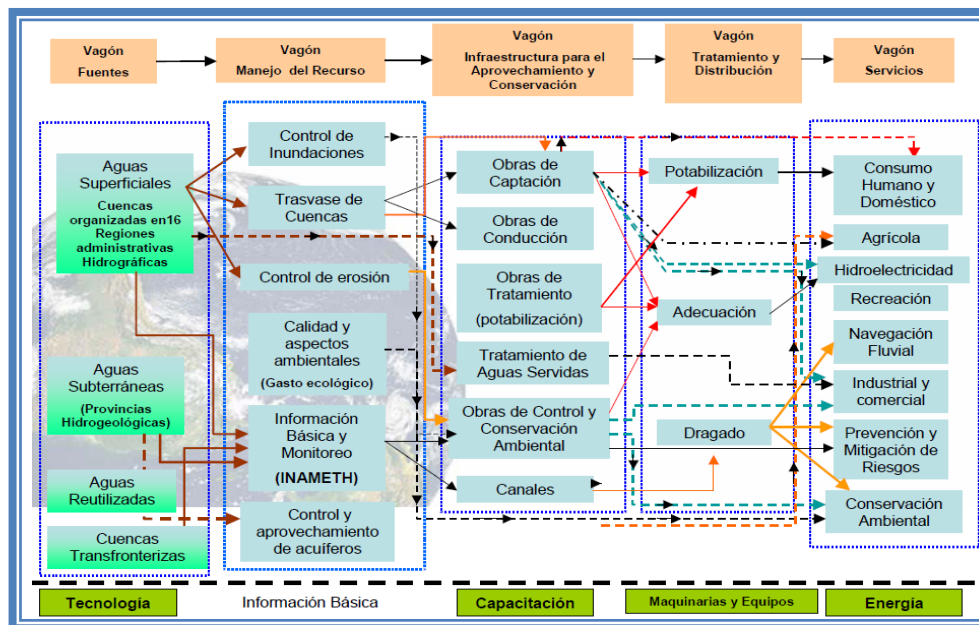 Vagón
Fuentes
Vagón
Manejo del Recurso
Vagón
Infraestructura para el
Aprovechamiento y
Conservación
Vagón
Tratamiento y
Distribución
Vagón
Servicios
Aguas
Superficiales
Cuencas
organizadas en16
Regiones
administrativas
Hidrográficas
Aguas
Subterráneas
(Provincias
Hidrogeológicas)
Aguas
Reutilizadas
Cuencas
Transfronterizas
Control de
Inundaciones
Trasvase de
Cuencas
Control de erosión
Calidad y
aspectos
ambientales
(Gasto ecológico)
Información
Básica y
Monitoreo
(INAMETH)
Control y
aprovechamiento
de acuíferos
Obras de
Captación
Obras de
Conducción
Obras de
Tratamiento
(potabilización)
Tratamiento de
Aguas Servidas
Obras de Control y
Conservación
Ambiental
Canales
Potabilización
Adecuación
Dragado
Consumo
Humano y
Doméstico
Agrícola
Hidroelectricidad
Recreación
Navegación
Fluvial
Industrial y
comercial
Prevención y
Mitigación de
Riesgos
Conservación
Ambiental
Tecnología
Información Básica
Capacitación
Maquinarias y Equipos
Energía